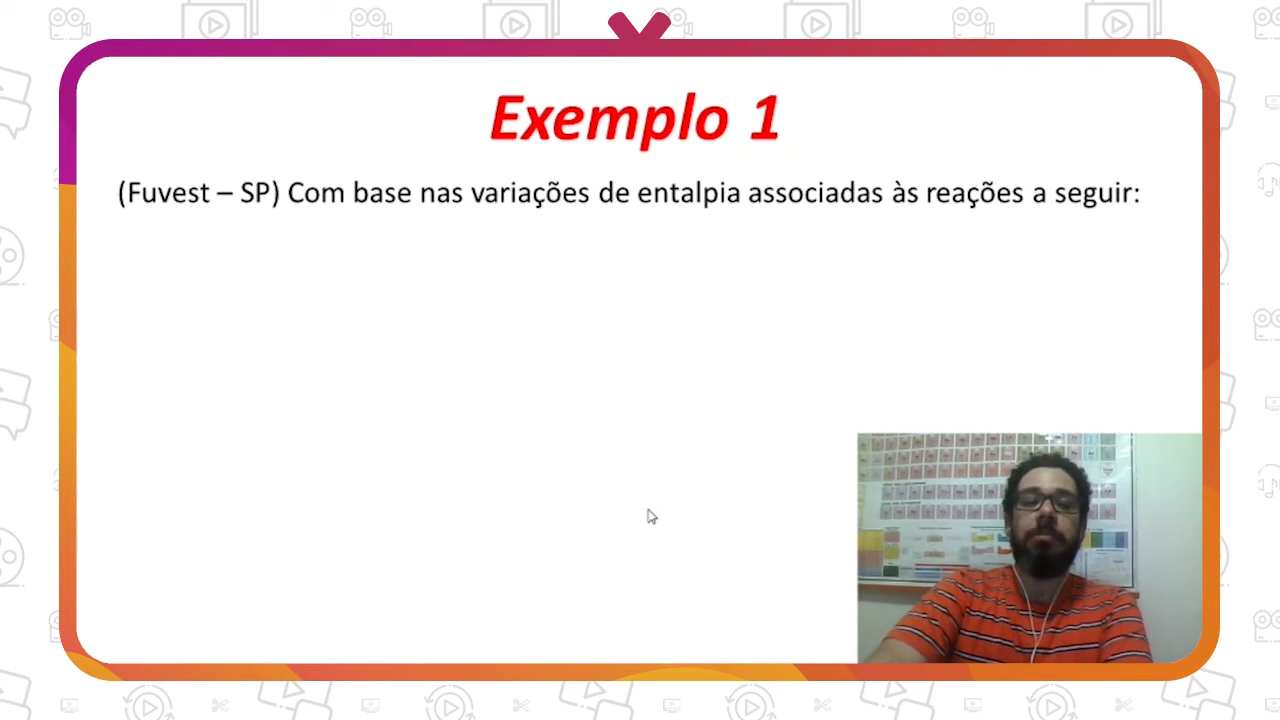 Exemplo 1
(Fuvest – SP) Com base nas variações de entalpia associadas às reações a seguir: